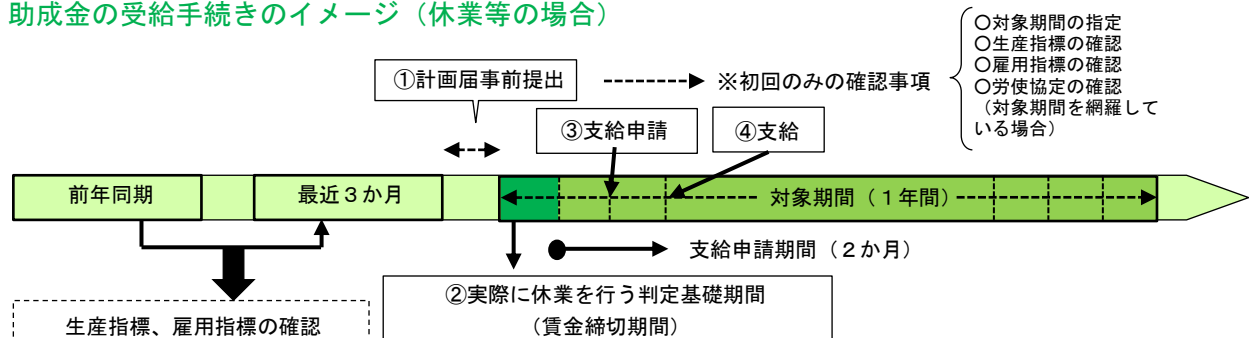 助成金の受給手続きのイメージ（休業等の場合）
〇対象期間の指定
〇生産指標の確認
〇雇用指標の確認
〇労使協定の確認
（対象期間を網羅して
いる場合）
①計画届事前提出
※初回のみの確認事項
③支給申請
④支給
前年同期
最近３か月
対象期間（１年間）
支給申請期間（２か月）
②実際に休業を行う判定基礎期間
（賃金締切期間）
生産指標、雇用指標の確認